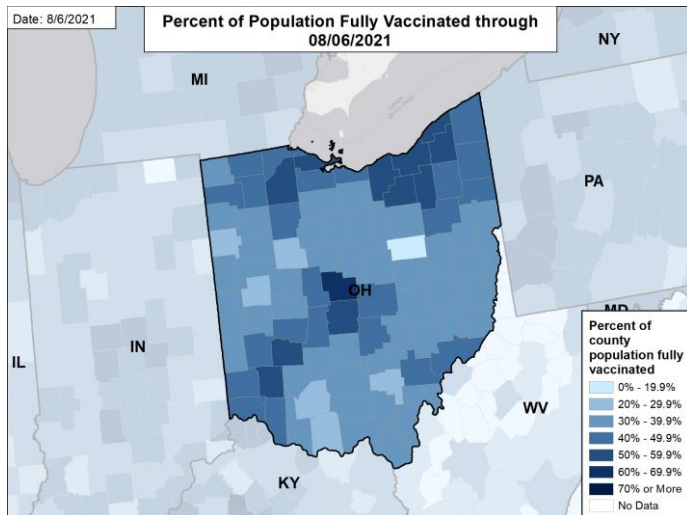 Date: 8/6/2021
Percent of Population Fully Vaccinated through
08/06/2021
NY
MI
PA
OH
MD
IL
IN
WV
KY
Percent of
county
population fully
vaccinated
0% - 19.9%
20% - 29.9%
30% - 39.9%
40% - 49.9%
50% - 59.9%
60% - 69.9%
70% or More
No Data